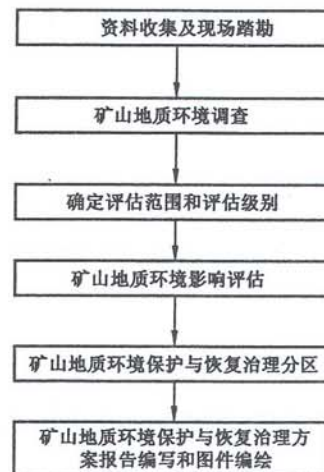 资料收集及现场踏勘
矿山地质环境调查
确定评估范围和评估级别
矿山地质环境影响评估
矿山地质环境保护与恢复治理分区
矿山地质环境保护与恢复治理方
案报告编写和图件编绘